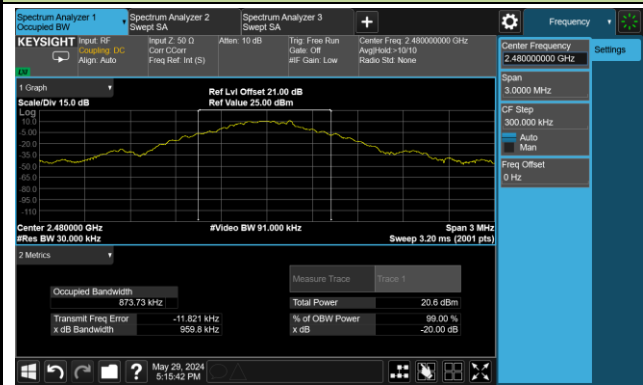 Spectrum Analyzer 1
Occupied BW
Spectrum Analyzer 2
Swept SA
Spectrum Analyzer 3
Swept SA
Frequency
KEYSIGHT
Input: RF
Coupling: DC
Align: Auto
Input Z: 50 Ω
Corr CCorr
Freq Ref: Int (S)
Atten: 10 dB
Trig: Free Run
Gate: Off
#IF Gain: Low
Center Freq: 2.480000000 GHz
Avg|Hold:>10/10
Radio Std: None
Center Frequency
2.480000000 GHz
Settings
Span
3.0000 MHz
CF Step
300.000 kHz
Auto
Man
Freq Offset
0 Hz
1 Graph
Scale/Div 15.0 dB
Ref Lvl Offset 21.00 dB
Ref Value 25.00 dBm
Log
10.0
-5.00
-20.0
-35.0
-50.0
-65.0
-80.0
-95.0
-110
Center 2.480000 GHz
#Res BW 30.000 kHz
#Video BW 91.000 kHz
Span 3 MHz
Sweep 3.20 ms (2001 pts)
2 Metrics
Measure Trace
Trace 1
Occupied Bandwidth
873.73 kHz
Total Power
20.6 dBm
Transmit Freq Error
-11.821 kHz
% of OBW Power
99.00 %
x dB Bandwidth
959.8 kHz
x dB
-20.00 dB
May 29, 2024
5:15:42 PM